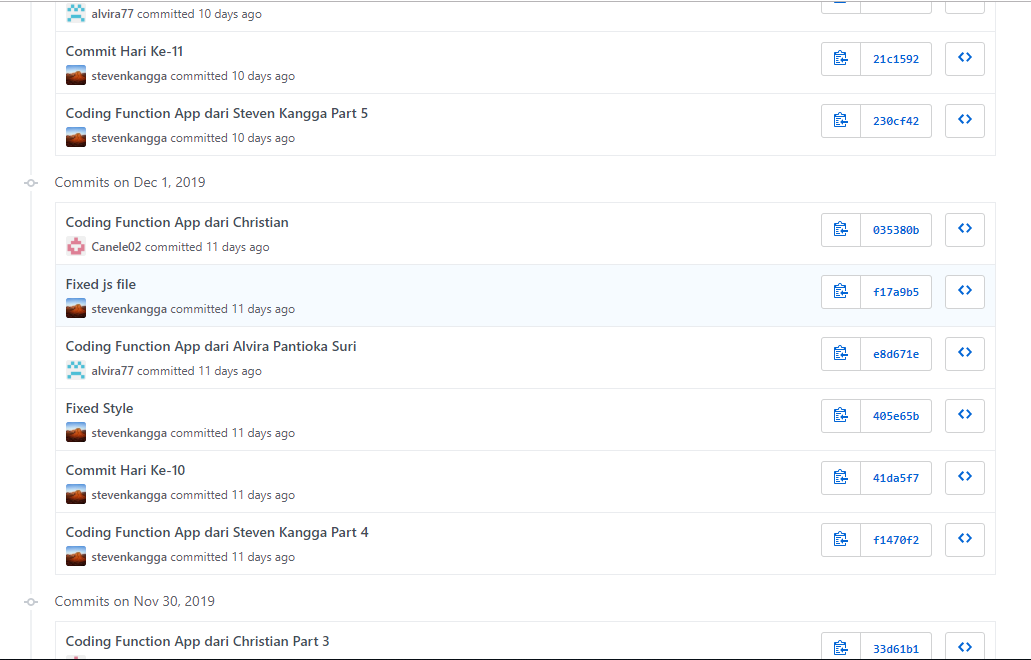 alvira77 committed 10 days ago
Commit Hari Ke-11
stevenkangga committed 10 days ago
21c1592
Coding Function App dari Steven Kangga Part 5
stevenkangga committed 10 days ago
230cf42
Commits on Dec 1, 2019
Coding Function App dari Christian
Canele02 committed 11 days ago
035380b
Fixed js file
stevenkangga committed 11 days ago
f17a9b5
Coding Function App dari Alvira Pantioka Suri
alvira77 committed 11 days ago
e8d671e
Fixed Style
stevenkangga committed 11 days ago
405e65b
Commit Hari Ke-10
stevenkangga committed 11 days ago
41da5f7
Coding Function App dari Steven Kangga Part 4
stevenkangga committed 11 days ago
f1470f2
Commits on Nov 30, 2019
Coding Function App dari Christian Part 3
33d61b1